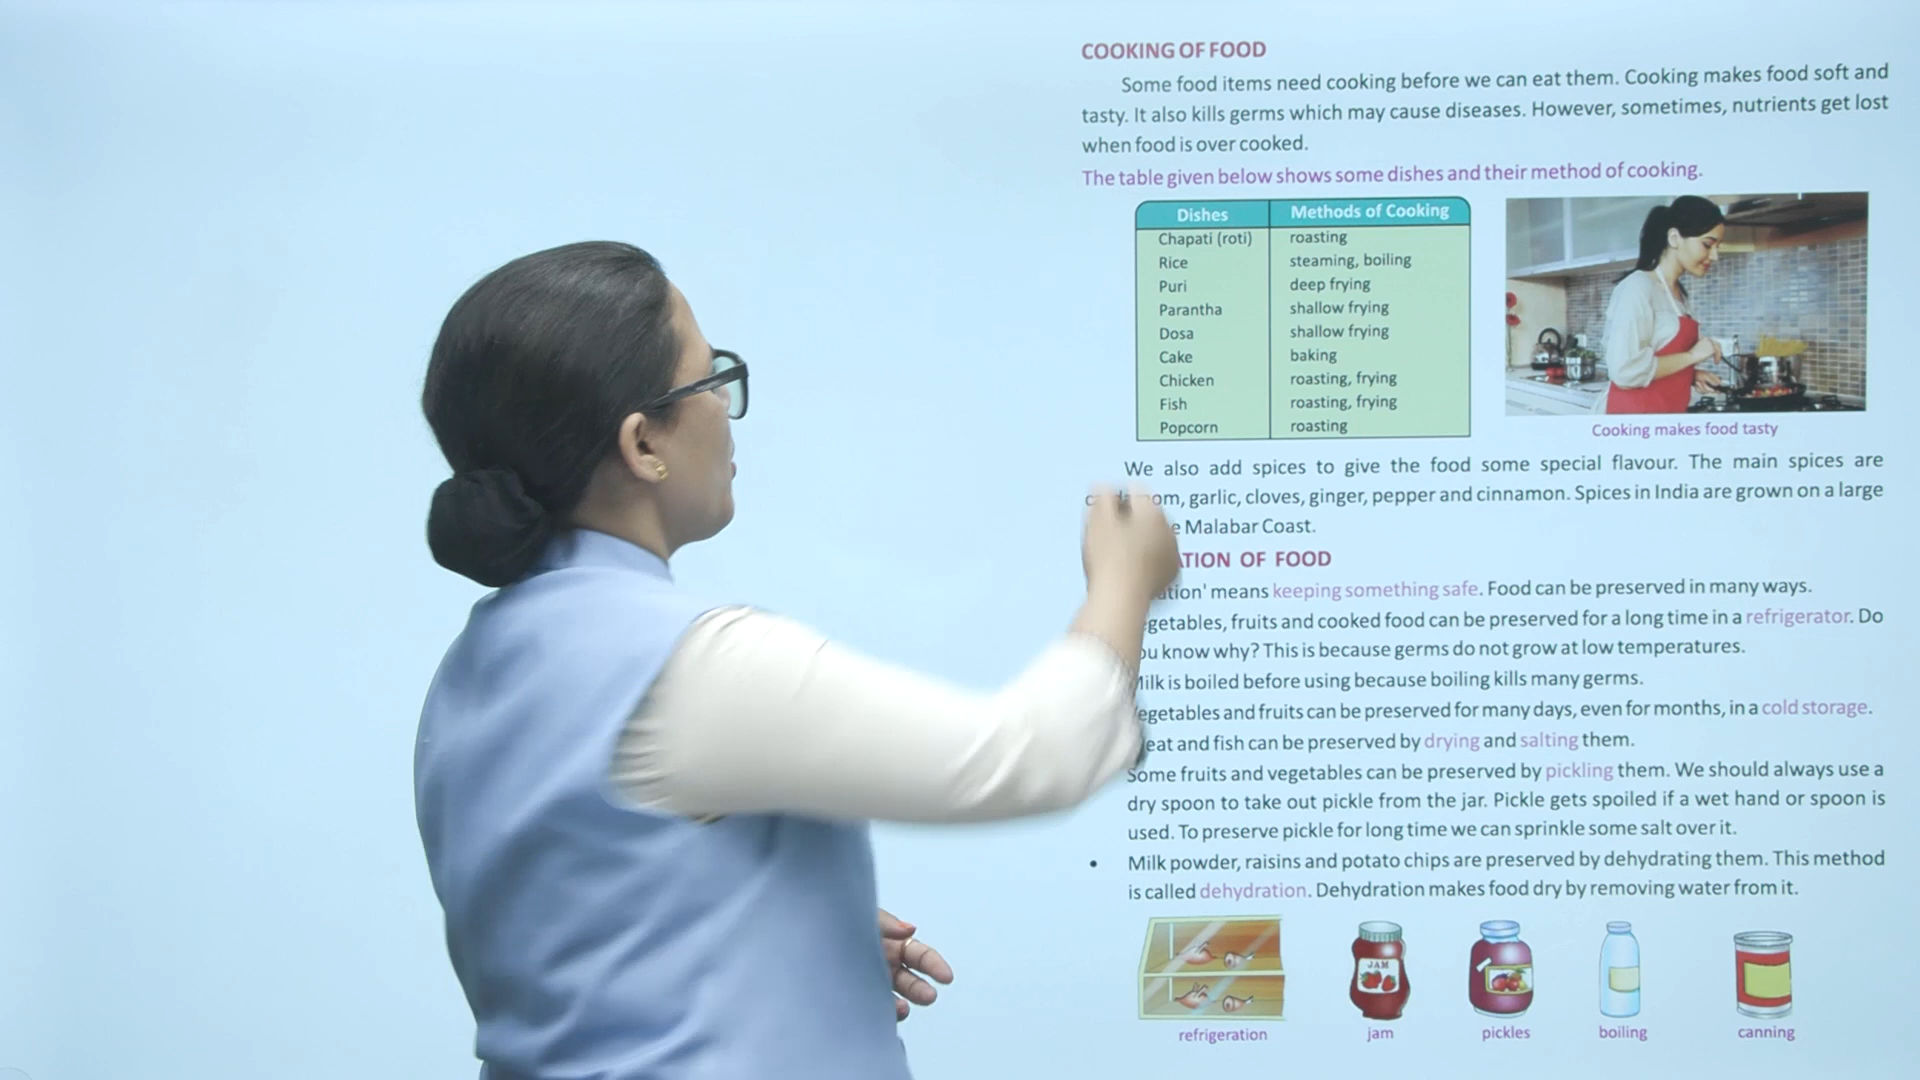 COOKING OF FOOD
Some food items need cooking before we can eat them. Cooking makes food soft and
tasty. It also kills germs which may cause diseases. However, sometimes, nutrients get lost
when food is over cooked.
The table given below shows some dishes and their method of cooking.
Dishes Methods of Cooking
Chapati (roti) roasting
Rice steaming, boiling
Puri deep frying
Parantha shallow frying
Dosa shallow frying
Cake baking
Chicken roasting, frying
Fish roasting, frying
Popcorn roasting
Cooking makes food tasty
We also add spices to give the food some special flavour. The main spices are
garlic, cloves, ginger, pepper and cinnamon. Spices in India are grown on a large
Malabar Coast.
OF FOOD
means keeping something safe. Food can be preserved in many ways.
fruits and cooked food can be preserved for a long time in a refrigerator. Do
know why? This is because germs do not grow at low temperatures.
is boiled before using because boiling kills many germs.
and fruits can be preserved for many days, even for months, in a cold storage.
and fish can be preserved by drying and salting them.
Some fruits and vegetables can be preserved by pickling them. We should always use a
dry spoon to take out pickle from the jar. Pickle gets spoiled if a wet hand or spoon is
used. To preserve pickle for long time we can sprinkle some salt over it.
• Milk powder, raisins and potato chips are preserved by dehydrating them. This method
is called dehydration. Dehydration makes food dry by removing water from it.
JAM
refrigeration jam pickles boiling canning